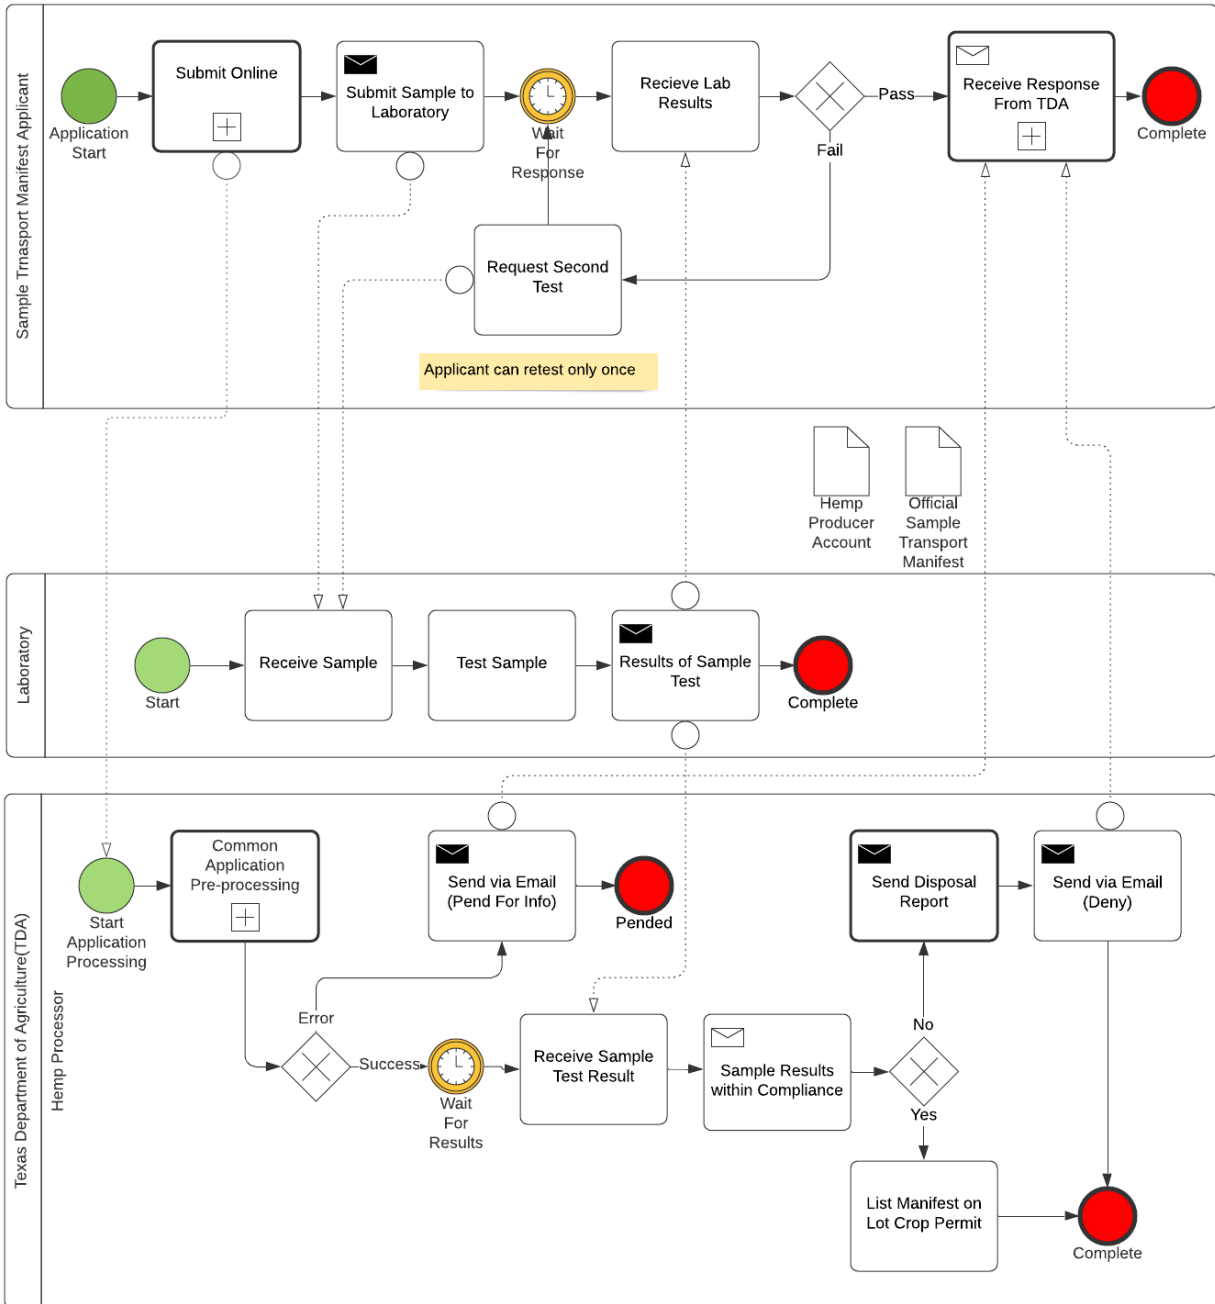 Sample Trnasport Manifest Applicant
Application
Start
Submit Online
Submit Sample to
Laboratory
Wait
For
Response
Recieve Lab
Results
Pass
Fail
Receive Response
From TDA
Complete
Request Second
Test
Applicant can retest only once
Hemp
Producer
Account
Official
Sample
Transport
Manifest
Laboratory
Start
Receive Sample
Test Sample
Results of Sample
Test
Complete
Texas Department of Agriculture(TDA)
Hemp Processor
Start
Application
Processing
Common
Application
Pre-processing
Send via Email
(Pend For Info)
Pended
Send Disposal
Report
Send via Email
(Deny)
Error
Success
Wait
For
Results
Receive Sample
Test Result
Sample Results
within Compliance
No
Yes
List Manifest on
Lot Crop Permit
Complete